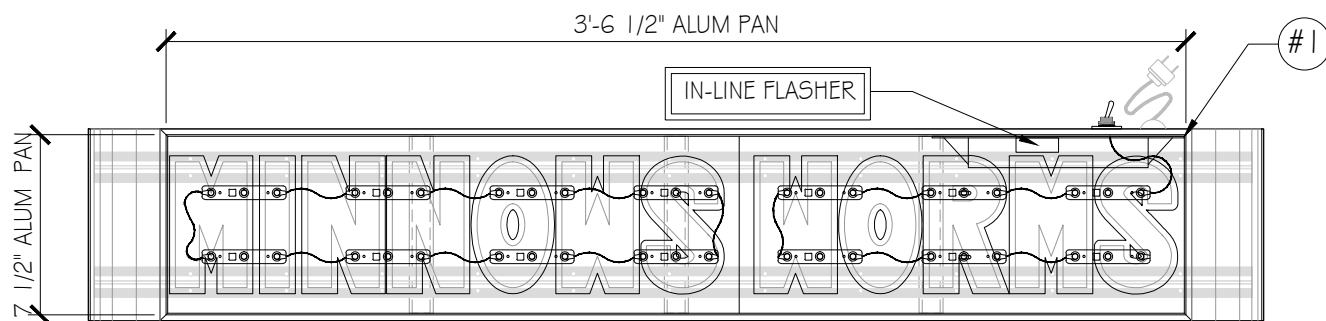 3'-6 1/2" ALUM PAN
#1
IN-LINE FLASHER
7 1/2" ALUM PAN
MINNOWS WORMS